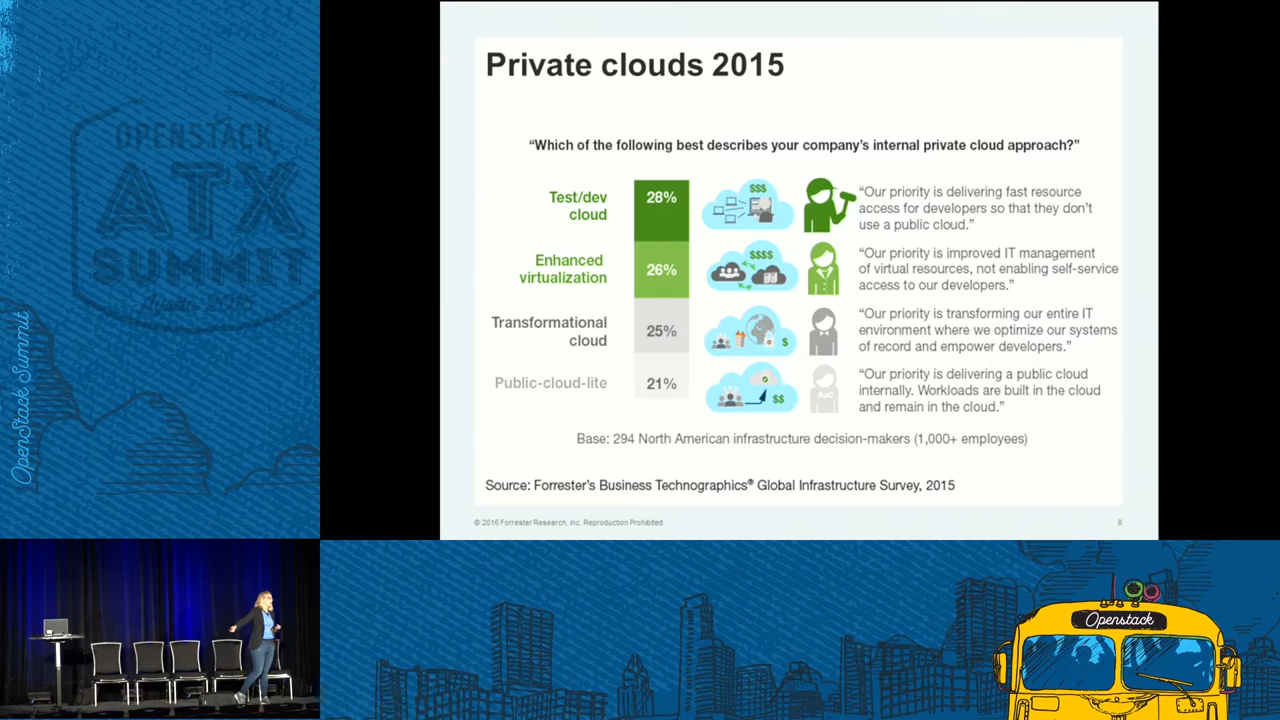 OPENSTACK
ATX
SUMMIT
Austin
OpenStack Summit
Private clouds 2015
“Which of the following best describes your company’s internal private cloud approach?”
Test/dev
cloud
28%
$$$
“Our priority is delivering fast resource
access for developers so that they don’t
use a public cloud.”
Enhanced
virtualization
26%
$$$$
“Our priority is improved IT management
of virtual resources, not enabling self-service
access to our developers.”
Transformational
cloud
25%
$
“Our priority is transforming our entire IT
environment where we optimize our systems
of record and empower developers.”
Public-cloud-lite
21%
$$
“Our priority is delivering a public cloud
internally. Workloads are built in the cloud
and remain in the cloud.”
Base: 294 North American infrastructure decision-makers (1,000+ employees)
Source: Forrester’s Business Technographics® Global Infrastructure Survey, 2015
© 2016 Forrester Research, Inc. Reproduction Prohibited
8
Openstack